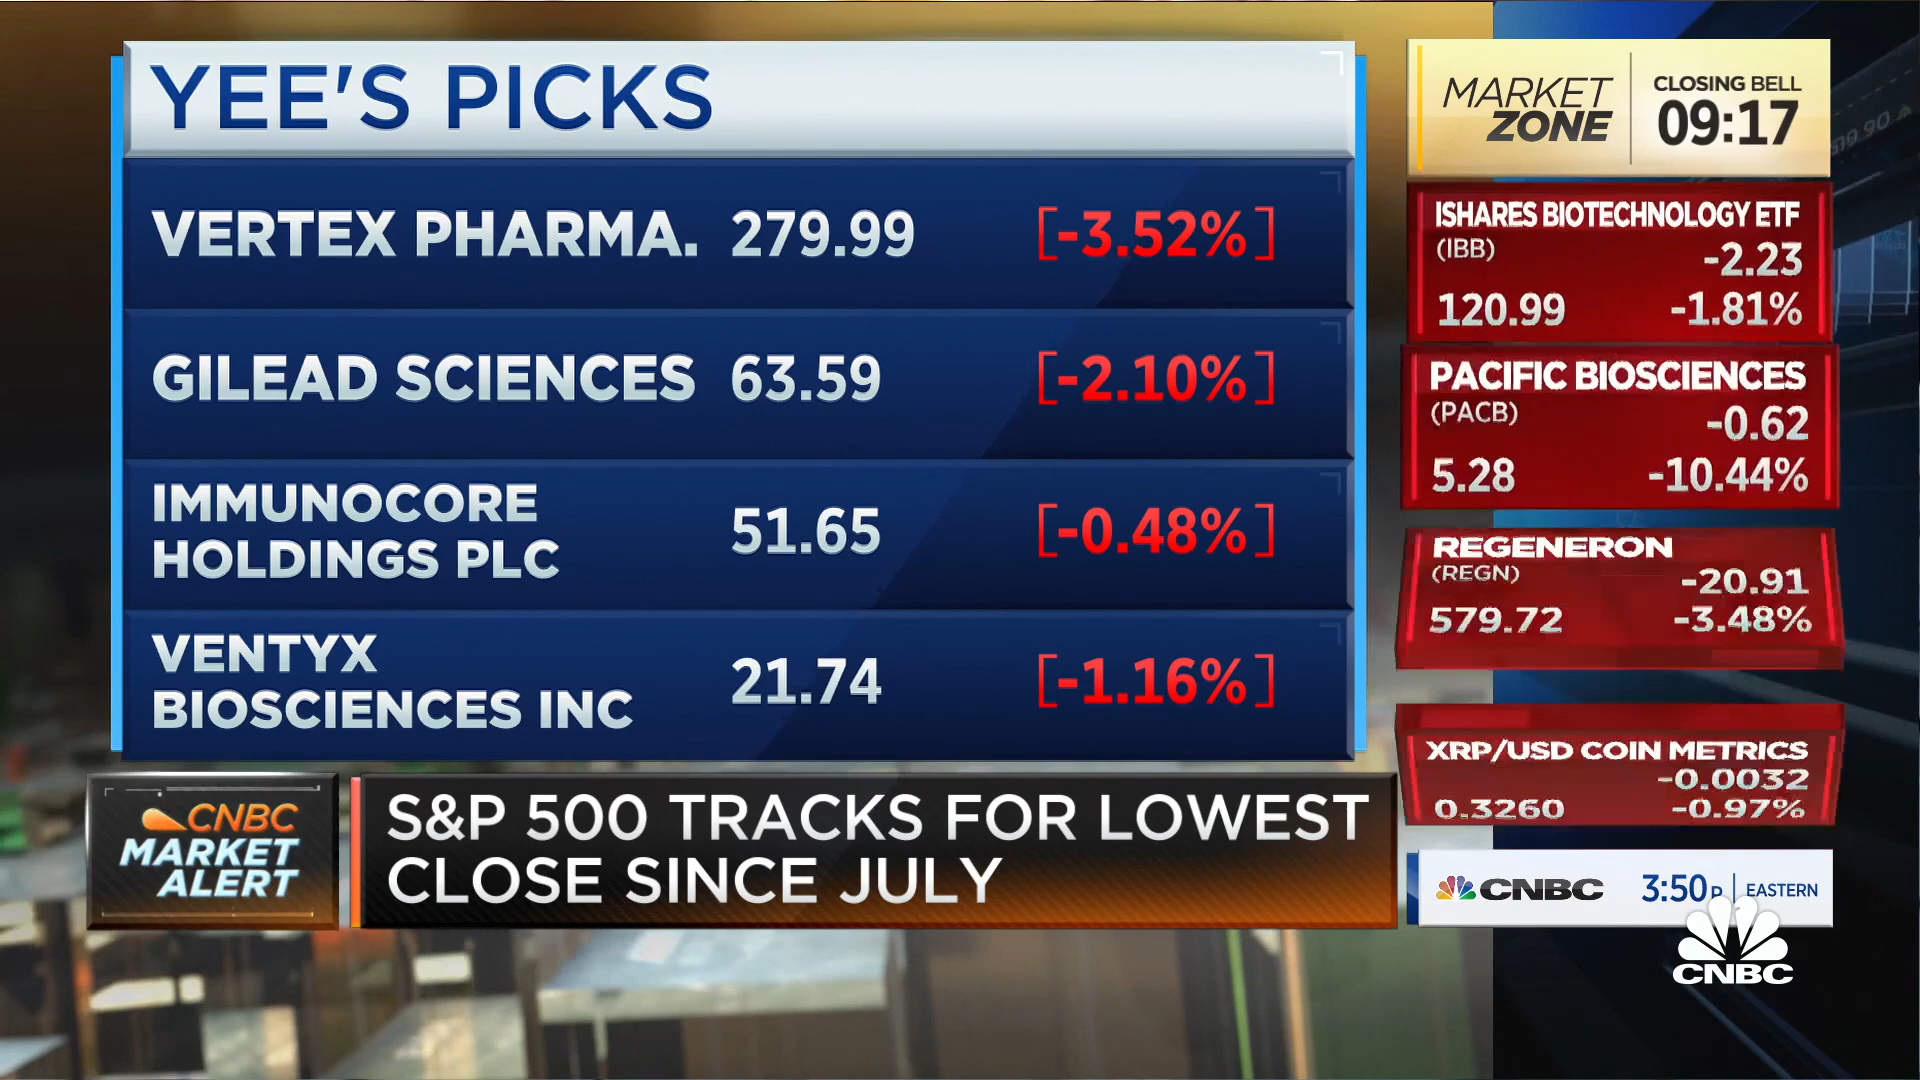 YEE'S PICKS
VERTEX PHARMA. 279.99 [-3.52%]
GILEAD SCIENCES 63.59 [-2.10%]
IMMUNOCORE
HOLDINGS PLC 51.65 [-0.48%]
VENTYX
BIOSCIENCES INC 21.74 [-1.16%]
CNBC
MARKET
ALERT
S&P 500 TRACKS FOR LOWEST
CLOSE SINCE JULY
MARKET
ZONE
CLOSING BELL
09:17
ISHARES BIOTECHNOLOGY ETF
(IBB) -2.23
120.99 -1.81%
PACIFIC BIOSCIENCES
(PACB) -0.62
5.28 -10.44%
REGENERON
(REGN) -20.91
579.72 -3.48%
XRP/USD COIN METRICS
-0.0032
0.3260 -0.97%
CNBC 3:50P EASTERN
CNBC